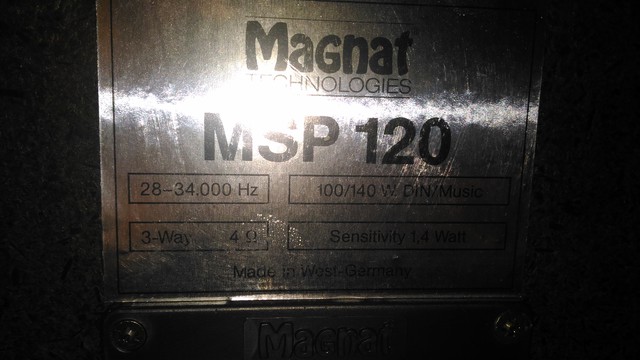 Magnat
TECHNOLOGIES
MSP 120
28-34.000 Hz 100/140 W DIN/Music
3-Way 4 Ω Sensitivity 1,4 Watt
Made in West-Germany
Magnat